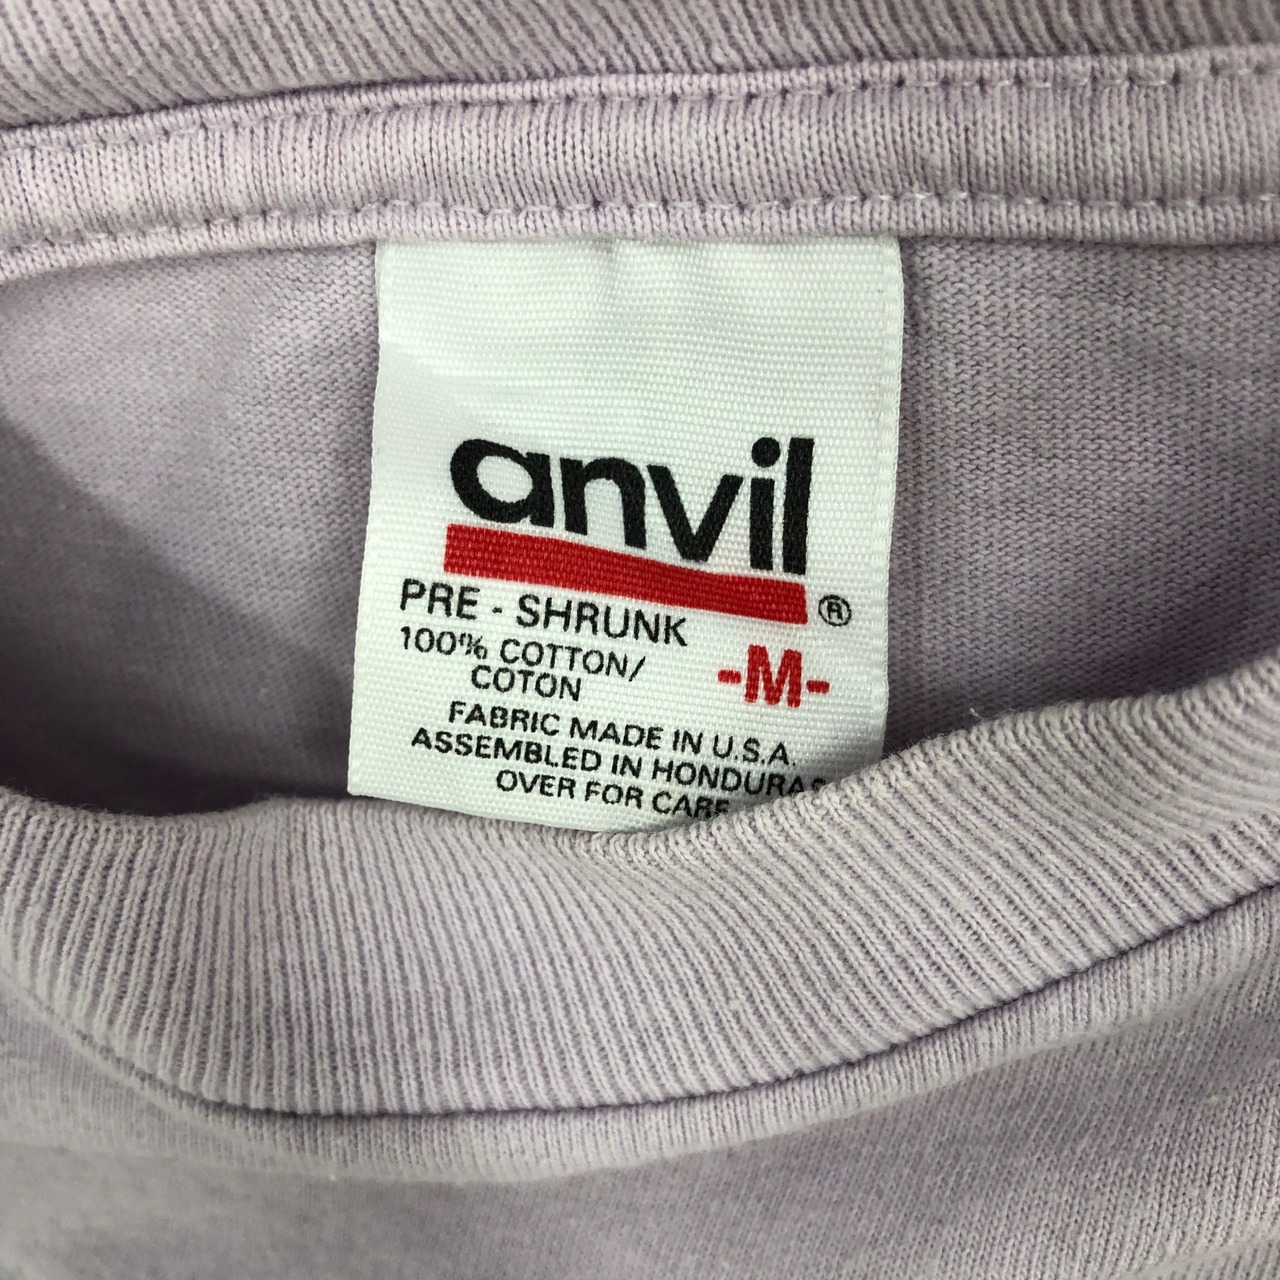 anvil®
PRE - SHRUNK
100% COTTON/
COTON
-M-
FABRIC MADE IN U.S.A.
ASSEMBLED IN HONDURAS
OVER FOR CARE